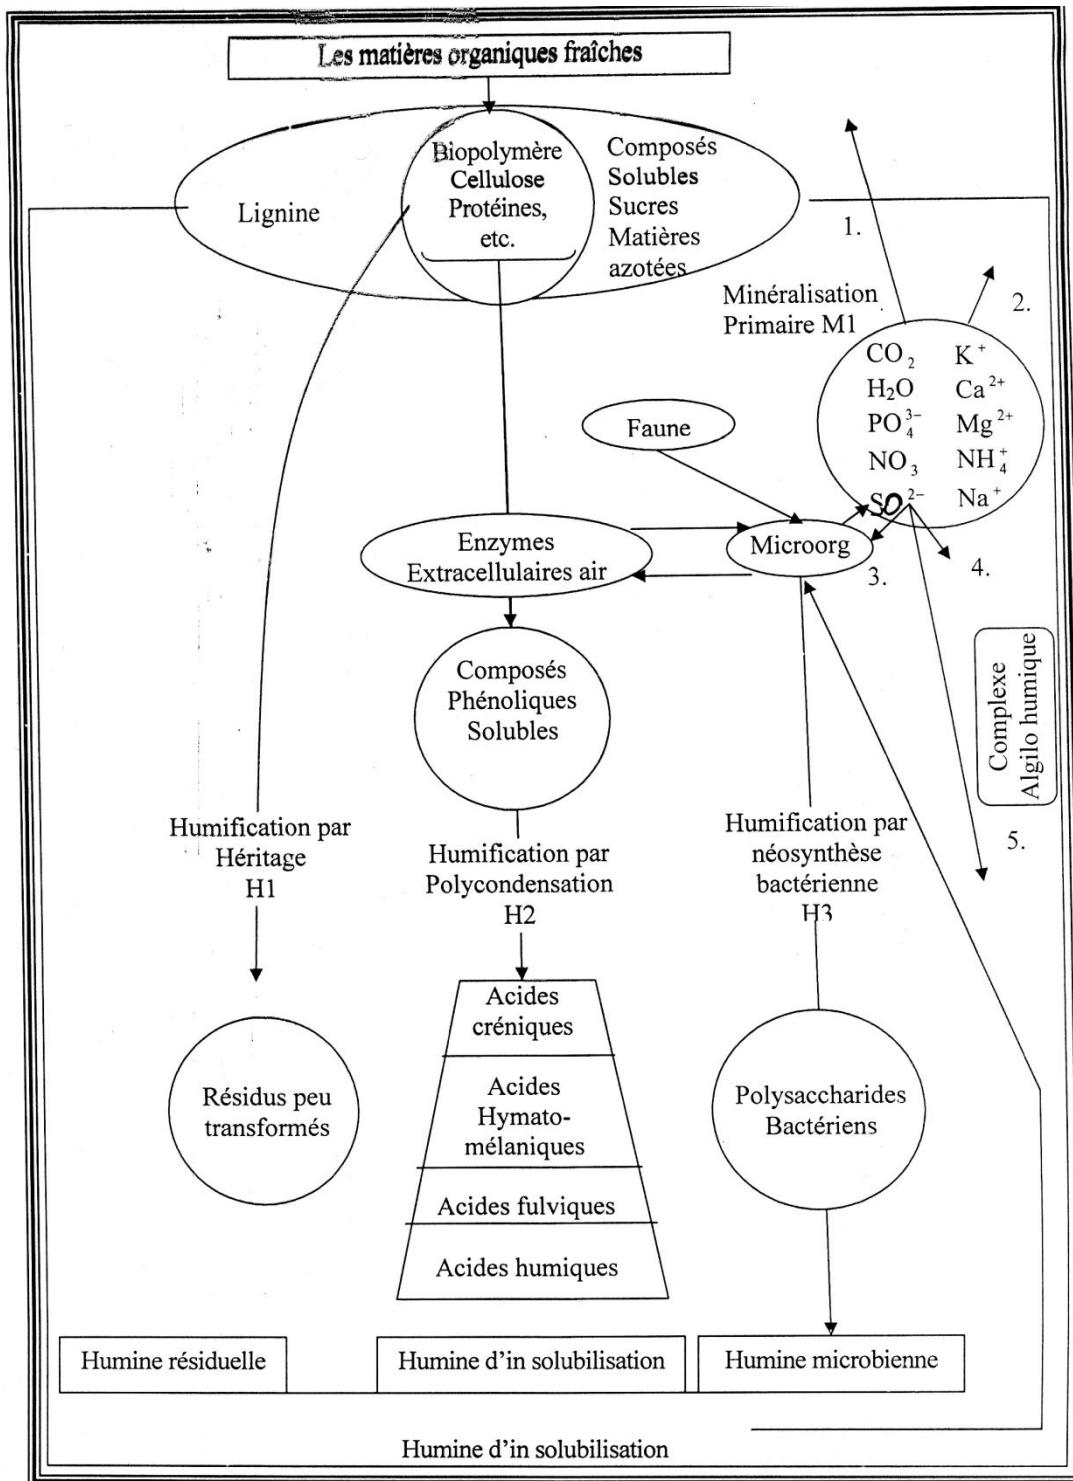 Les matières organiques fraîches
Lignine
Biopolymère
Cellulose
Protéines,
etc.
Composés
Solubles
Sucres
Matières
azotées
1.
2.
Minéralisation
Primaire M1
CO₂ K⁺
H₂O Ca²⁺
PO₄³⁻ Mg²⁺
NO₃ NH₄⁺
SO²⁻ Na⁺
Faune
Enzymes
Extracellulaires air
Microorg
3.
4.
Composés
Phénoliques
Solubles
Complexe
Algilo humique
5.
Humification par
Héritage
H1
Humification par
Polycondensation
H2
Humification par
néosynthèse
bactérienne
H3
Résidus peu
transformés
Acides
créniques
Acides
Hymato-
mélaniques
Acides fulviques
Acides humiques
Polysaccharides
Bactériens
Humine résiduelle
Humine d'in solubilisation
Humine microbienne
Humine d'in solubilisation